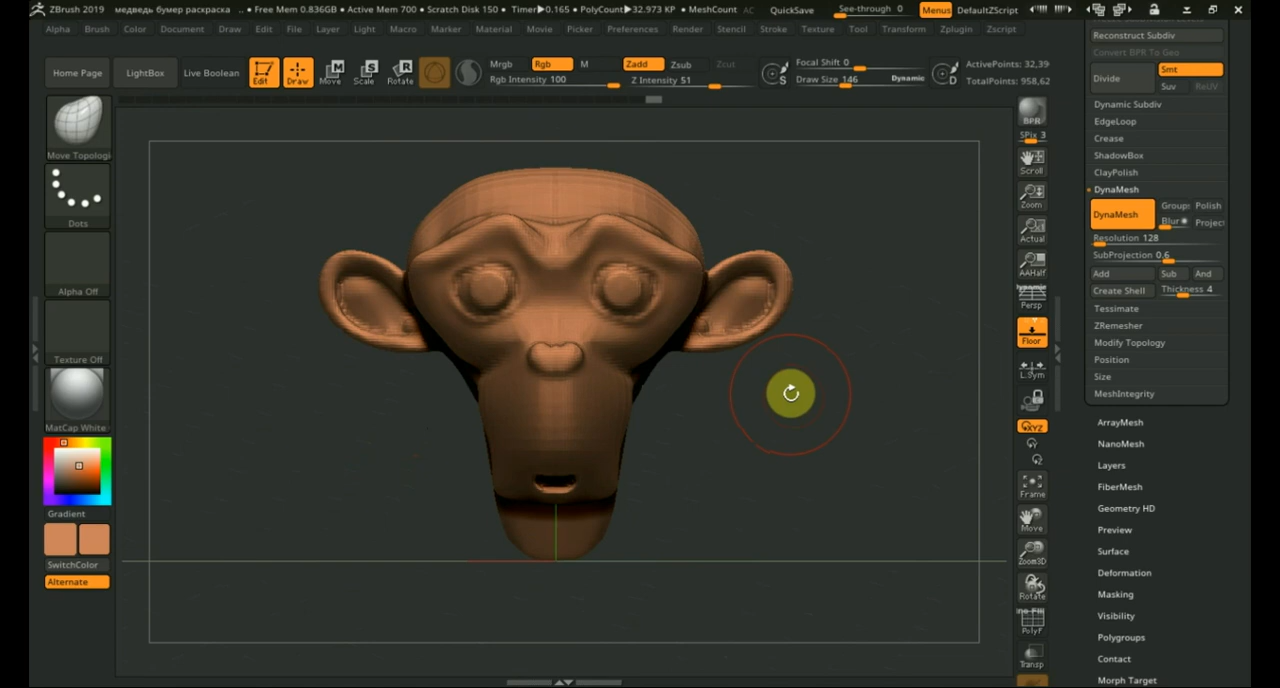 ZBrush 2019 медведь бумер раскраска .. • Free Mem 0.836GB • Active Mem 700 • Scratch Disk 150 • Timer▶0.165 • PolyCount▶32.973 KP • MeshCount AC QuickSave See-through 0 Menus DefaultZScript
Alpha Brush Color Document Draw Edit File Layer Light Macro Marker Material Movie Picker Preferences Render Stencil Stroke Texture Tool Transform Zplugin Zscript
Home Page LightBox Live Boolean Edit Draw Move Scale Rotate
Mrgb Rgb M Zadd Zsub Zcut
Rgb Intensity 100 Z Intensity 51
S Focal Shift 0
Draw Size 146 Dynamic D
ActivePoints: 32,39
TotalPoints: 958,62
Move Topologi
Dots
Alpha Off
Texture Off
MatCap White
Gradient
SwitchColor
Alternate
BPR
SPix 3
Scroll
Zoom
Actual
AAHalf
Dynamic
Persp
Floor
L.Sym
XYZ
Y
Z
Frame
Move
Zoom3D
Rotate
PolyF
Transp
Reconstruct Subdiv
Convert BPR To Geo
Divide Smt
Suv ReUV
Dynamic Subdiv
EdgeLoop
Crease
ShadowBox
ClayPolish
DynaMesh
DynaMesh Groups Polish
Blur Project
Resolution 128
SubProjection 0.6
Add Sub And
Create Shell Thickness 4
Tessimate
ZRemesher
Modify Topology
Position
Size
MeshIntegrity
ArrayMesh
NanoMesh
Layers
FiberMesh
Geometry HD
Preview
Surface
Deformation
Masking
Visibility
Polygroups
Contact
Morph Target